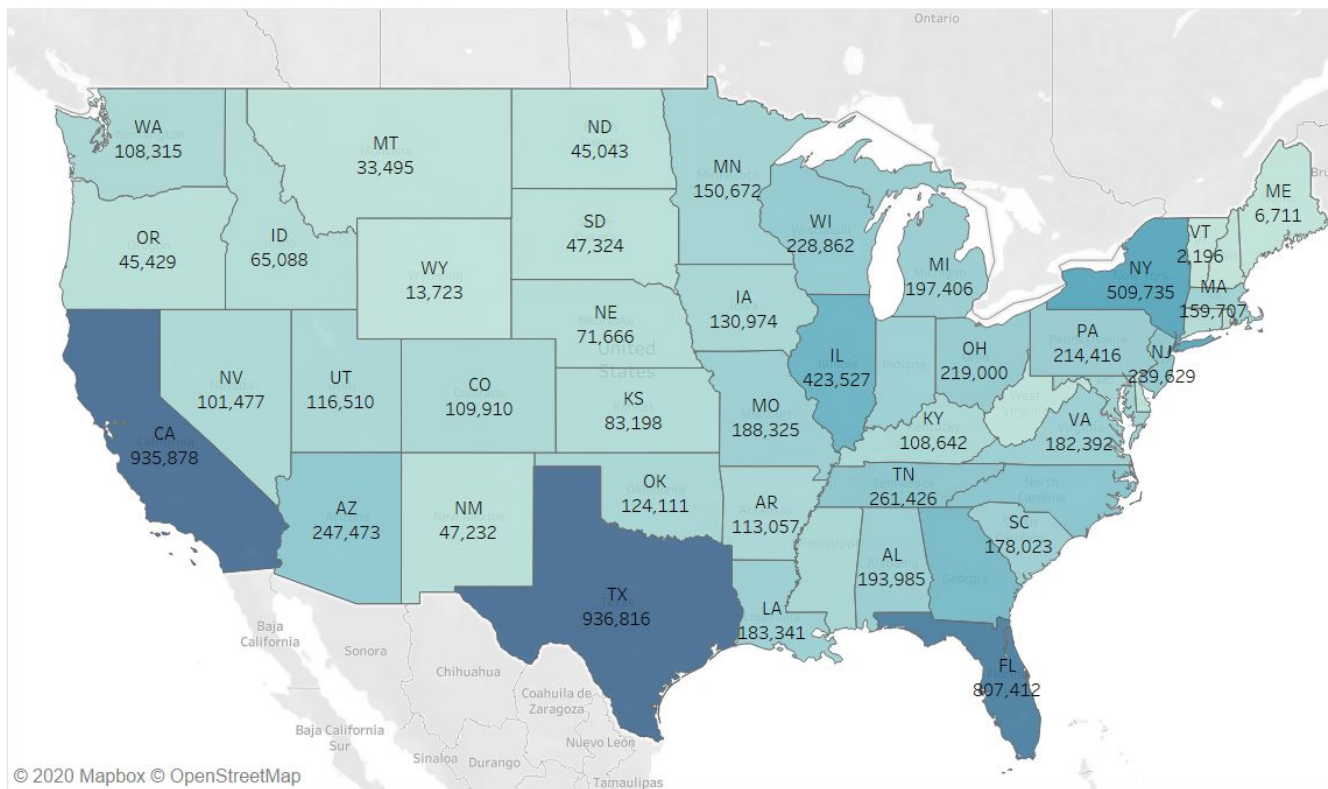 Ontario
WA
108,315
MT
33,495
ND
45,043
MN
150,672
ME
6,711
OR
45,429
ID
65,088
WY
13,723
SD
47,324
WI
228,862
MI
197,406
VT
2,196
NY
509,735
MA
159,707
NE
71,666
United
States
IA
130,974
IL
423,527
Indiana
OH
219,000
PA
214,416
NJ
239,629
NV
101,477
UT
116,510
CO
109,910
KS
83,198
MO
188,325
KY
108,642
West
Virginia
VA
182,392
CA
935,878
AZ
247,473
NM
47,232
OK
124,111
AR
113,057
TN
261,426
North
Carolina
SC
178,023
Mississippi
AL
193,985
Georgia
TX
936,816
LA
183,341
FL
807,412
Baja
California
Sonora
Chihuahua
Coahuila de
Zaragoza
Baja California
Sur
Nuevo León
Sinaloa
Durango
Tamaulipas
© 2020 Mapbox © OpenStreetMap